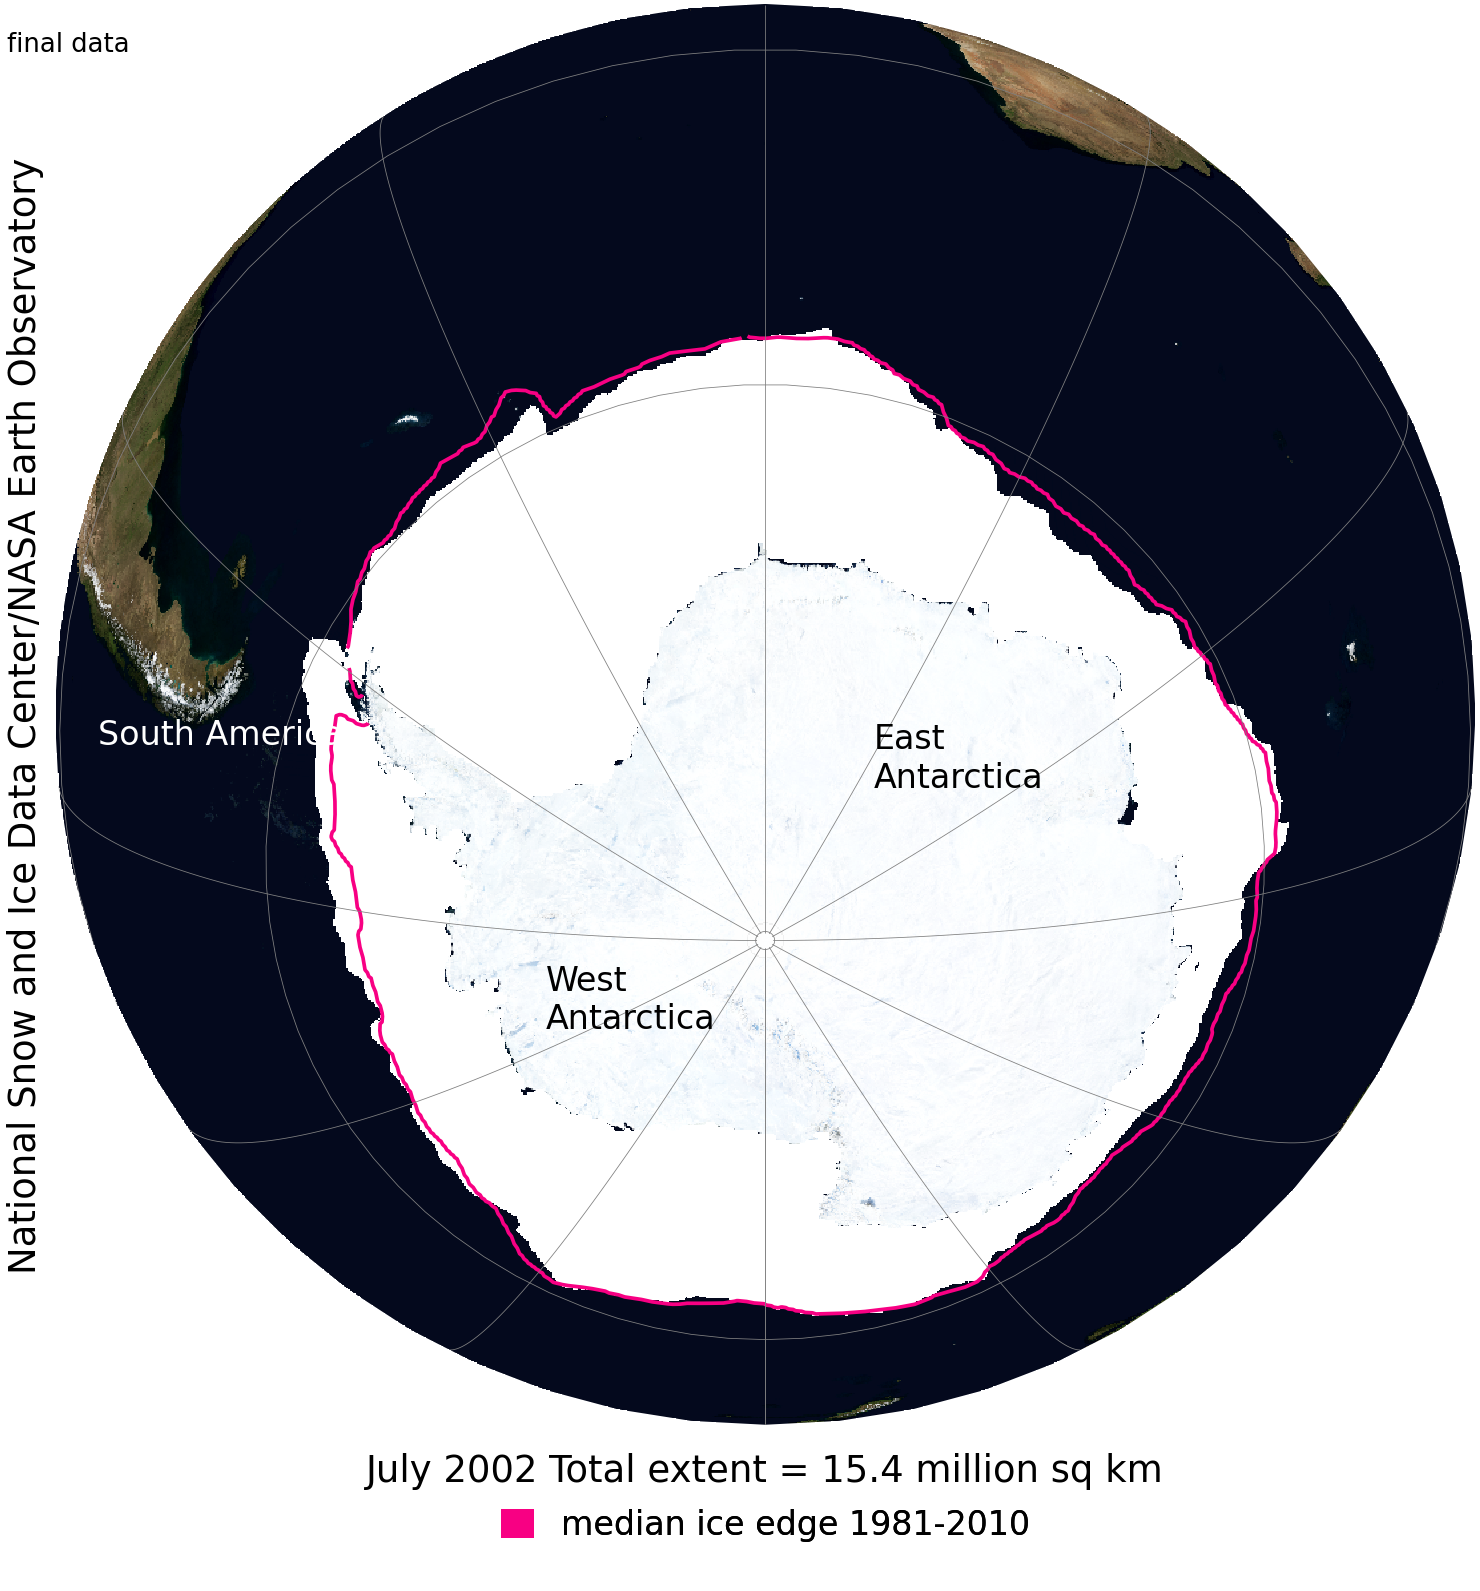 final data
National Snow and Ice Data Center/NASA Earth Observatory
South America
East
Antarctica
West
Antarctica
July 2002 Total extent = 15.4 million sq km
median ice edge 1981-2010